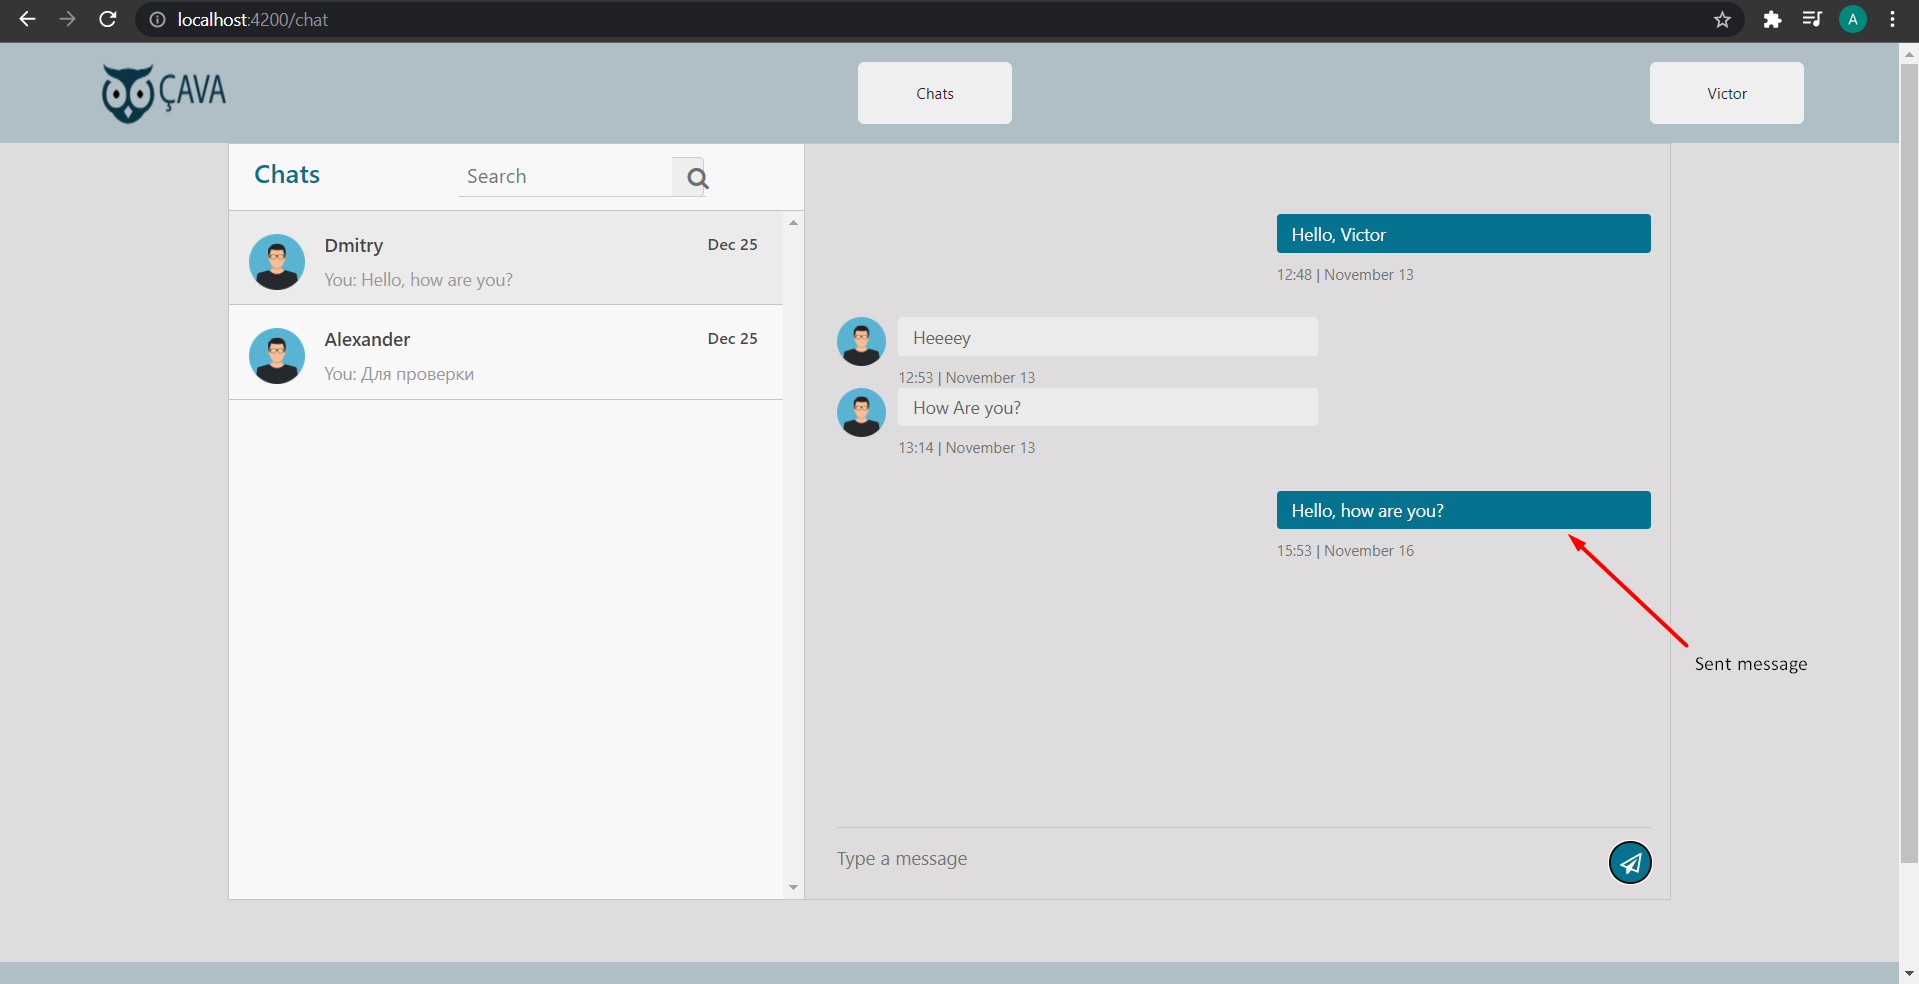 localhost:4200/chat
A
ÇAVA
Chats
Victor
Chats
Search
Dmitry
Dec 25
You: Hello, how are you?
Alexander
Dec 25
You: Для проверки
Hello, Victor
12:48 | November 13
Heeeey
12:53 | November 13
How Are you?
13:14 | November 13
Hello, how are you?
15:53 | November 16
Sent message
Type a message